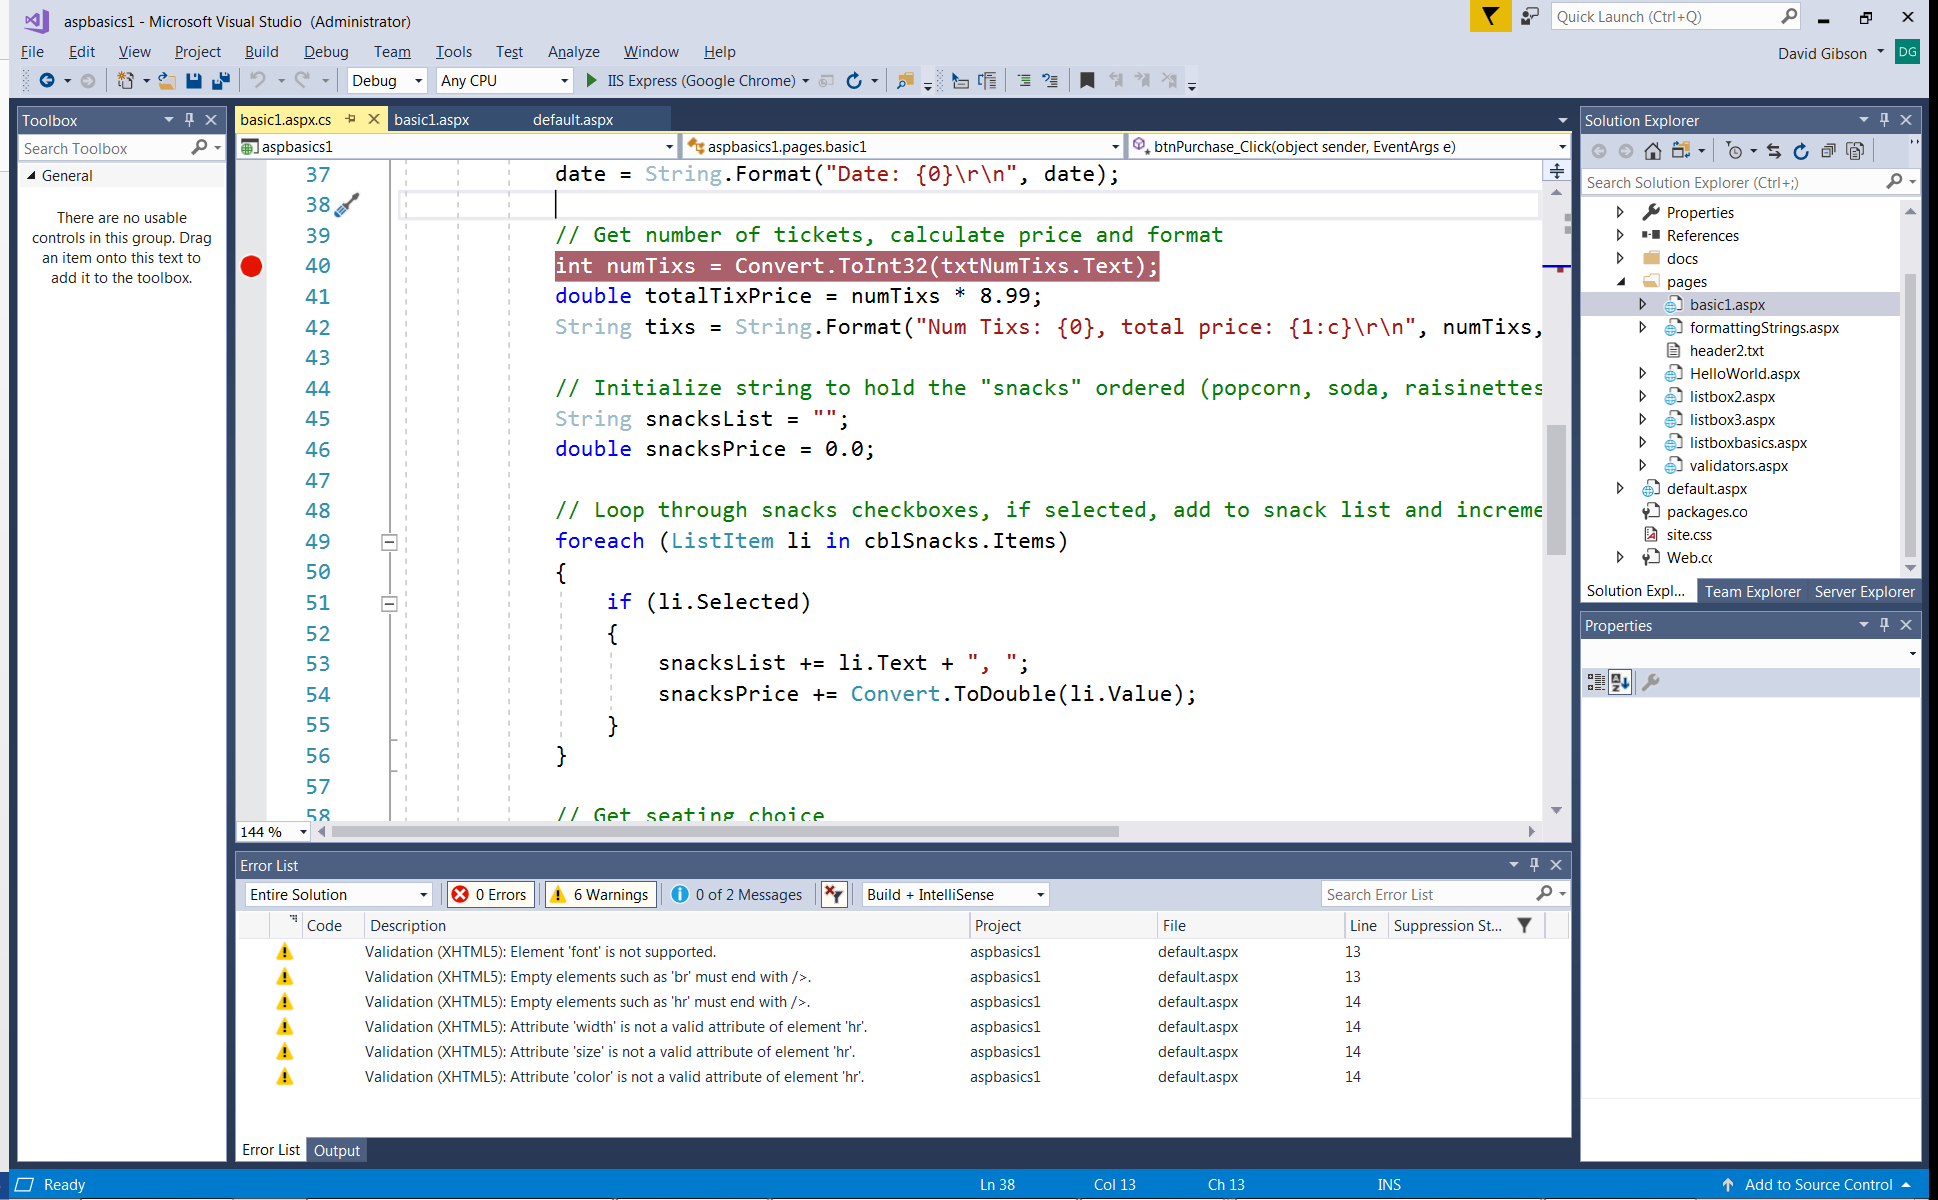 aspbasics1 - Microsoft Visual Studio (Administrator)
Quick Launch (Ctrl+Q)
File Edit View Project Build Debug Team Tools Test Analyze Window Help
David Gibson DG
Debug Any CPU IIS Express (Google Chrome)
Toolbox
Search Toolbox
General
There are no usable
controls in this group. Drag
an item onto this text to
add it to the toolbox.
basic1.aspx.cs basic1.aspx default.aspx
aspbasics1 aspbasics1.pages.basic1 btnPurchase_Click(object sender, EventArgs e)
37 date = String.Format("Date: {0}\r\n", date);
38
39 // Get number of tickets, calculate price and format
40 int numTixs = Convert.ToInt32(txtNumTixs.Text);
41 double totalTixPrice = numTixs * 8.99;
42 String tixs = String.Format("Num Tixs: {0}, total price: {1:c}\r\n", numTixs,
43
44 // Initialize string to hold the "snacks" ordered (popcorn, soda, raisinettes
45 String snacksList = "";
46 double snacksPrice = 0.0;
47
48 // Loop through snacks checkboxes, if selected, add to snack list and increme
49 foreach (ListItem li in cblSnacks.Items)
50 {
51 if (li.Selected)
52 {
53 snacksList += li.Text + ", ";
54 snacksPrice += Convert.ToDouble(li.Value);
55 }
56 }
57
58 // Get seating choice
144 %
Solution Explorer
Search Solution Explorer (Ctrl+;)
Properties
References
docs
pages
basic1.aspx
formattingStrings.aspx
header2.txt
HelloWorld.aspx
listbox2.aspx
listbox3.aspx
listboxbasics.aspx
validators.aspx
default.aspx
packages.co
site.css
Web.cc
Solution Expl... Team Explorer Server Explorer
Properties
Error List
Entire Solution 0 Errors 6 Warnings 0 of 2 Messages Build + IntelliSense Search Error List
Code Description Project File Line Suppression St...
Validation (XHTML5): Element 'font' is not supported. aspbasics1 default.aspx 13
Validation (XHTML5): Empty elements such as 'br' must end with />. aspbasics1 default.aspx 13
Validation (XHTML5): Empty elements such as 'hr' must end with />. aspbasics1 default.aspx 14
Validation (XHTML5): Attribute 'width' is not a valid attribute of element 'hr'. aspbasics1 default.aspx 14
Validation (XHTML5): Attribute 'size' is not a valid attribute of element 'hr'. aspbasics1 default.aspx 14
Validation (XHTML5): Attribute 'color' is not a valid attribute of element 'hr'. aspbasics1 default.aspx 14
Error List Output
Ready Ln 38 Col 13 Ch 13 INS Add to Source Control